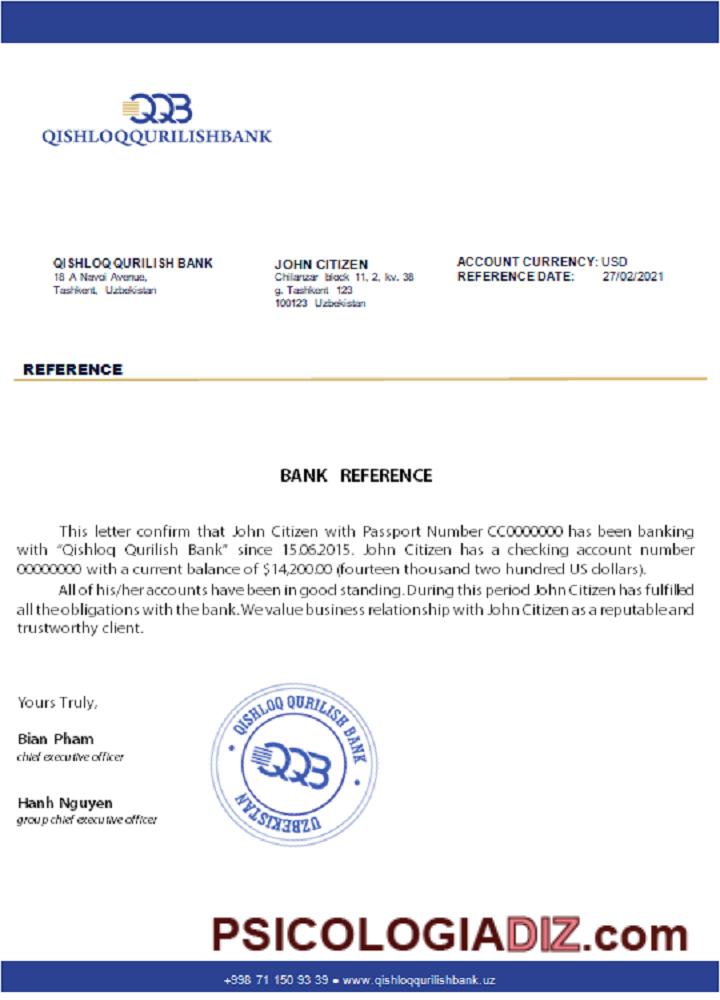 QQB
QISHLOQQURILISHBANK
QISHLOQ QURILISH BANK
18 A Navoi Avenue,
Tashkent, Uzbekistan
JOHN CITIZEN
Chilanzar block 11, 2, kv. 38
g. Tashkent 123
100123 Uzbekistan
ACCOUNT CURRENCY: USD
REFERENCE DATE: 27/02/2021
REFERENCE
BANK REFERENCE
This letter confirm that John Citizen with Passport Number CC0000000 has been banking
with “Qishloq Qurilish Bank” since 15.06.2015. John Citizen has a checking account number
00000000 with a current balance of $14,200.00 (fourteen thousand two hundred US dollars).
All of his/her accounts have been in good standing. During this period John Citizen has fulfilled
all the obligations with the bank. We value business relationship with John Citizen as a reputable and
trustworthy client.
Yours Truly,
Bian Pham
chief executive officer
Hanh Nguyen
group chief executive officer
QISHLOQ QURILISH BANK
QQB
UZBEKISTAN
PSICOLOGIADIZ.com
+998 71 150 93 39 • www.qishloqqurilishbank.uz